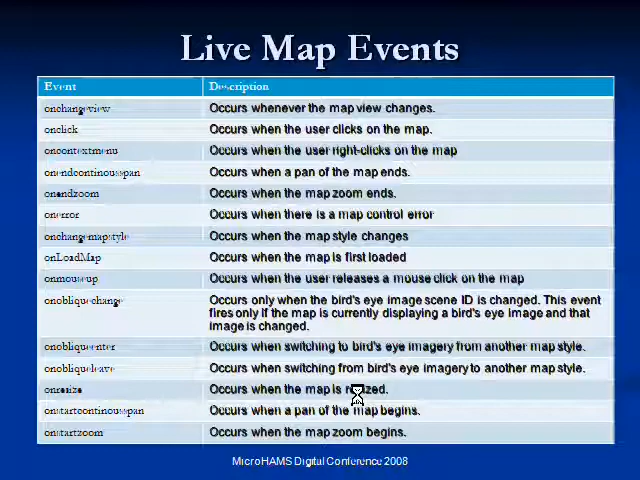 Live Map Events
Event Description
onchangeview Occurs whenever the map view changes.
onclick Occurs when the user clicks on the map.
oncontextmenu Occurs when the user right-clicks on the map
onendcontinouspan Occurs when a pan of the map ends.
onendzoom Occurs when the map zoom ends.
onerror Occurs when there is a map control error
onchangemapstyle Occurs when the map style changes
onLoadMap Occurs when the map is first loaded
onmouseup Occurs when the user releases a mouse click on the map
onobliquechange Occurs only when the bird's eye image scene ID is changed. This event
fires only if the map is currently displaying a bird's eye image and that
image is changed.
onobliqueenter Occurs when switching to bird's eye imagery from another map style.
onobliqueleave Occurs when switching from bird's eye imagery to another map style.
onresize Occurs when the map is resized.
onstartcontinouspan Occurs when a pan of the map begins.
onstartzoom Occurs when the map zoom begins.
MicroHAMS Digital Conference 2008